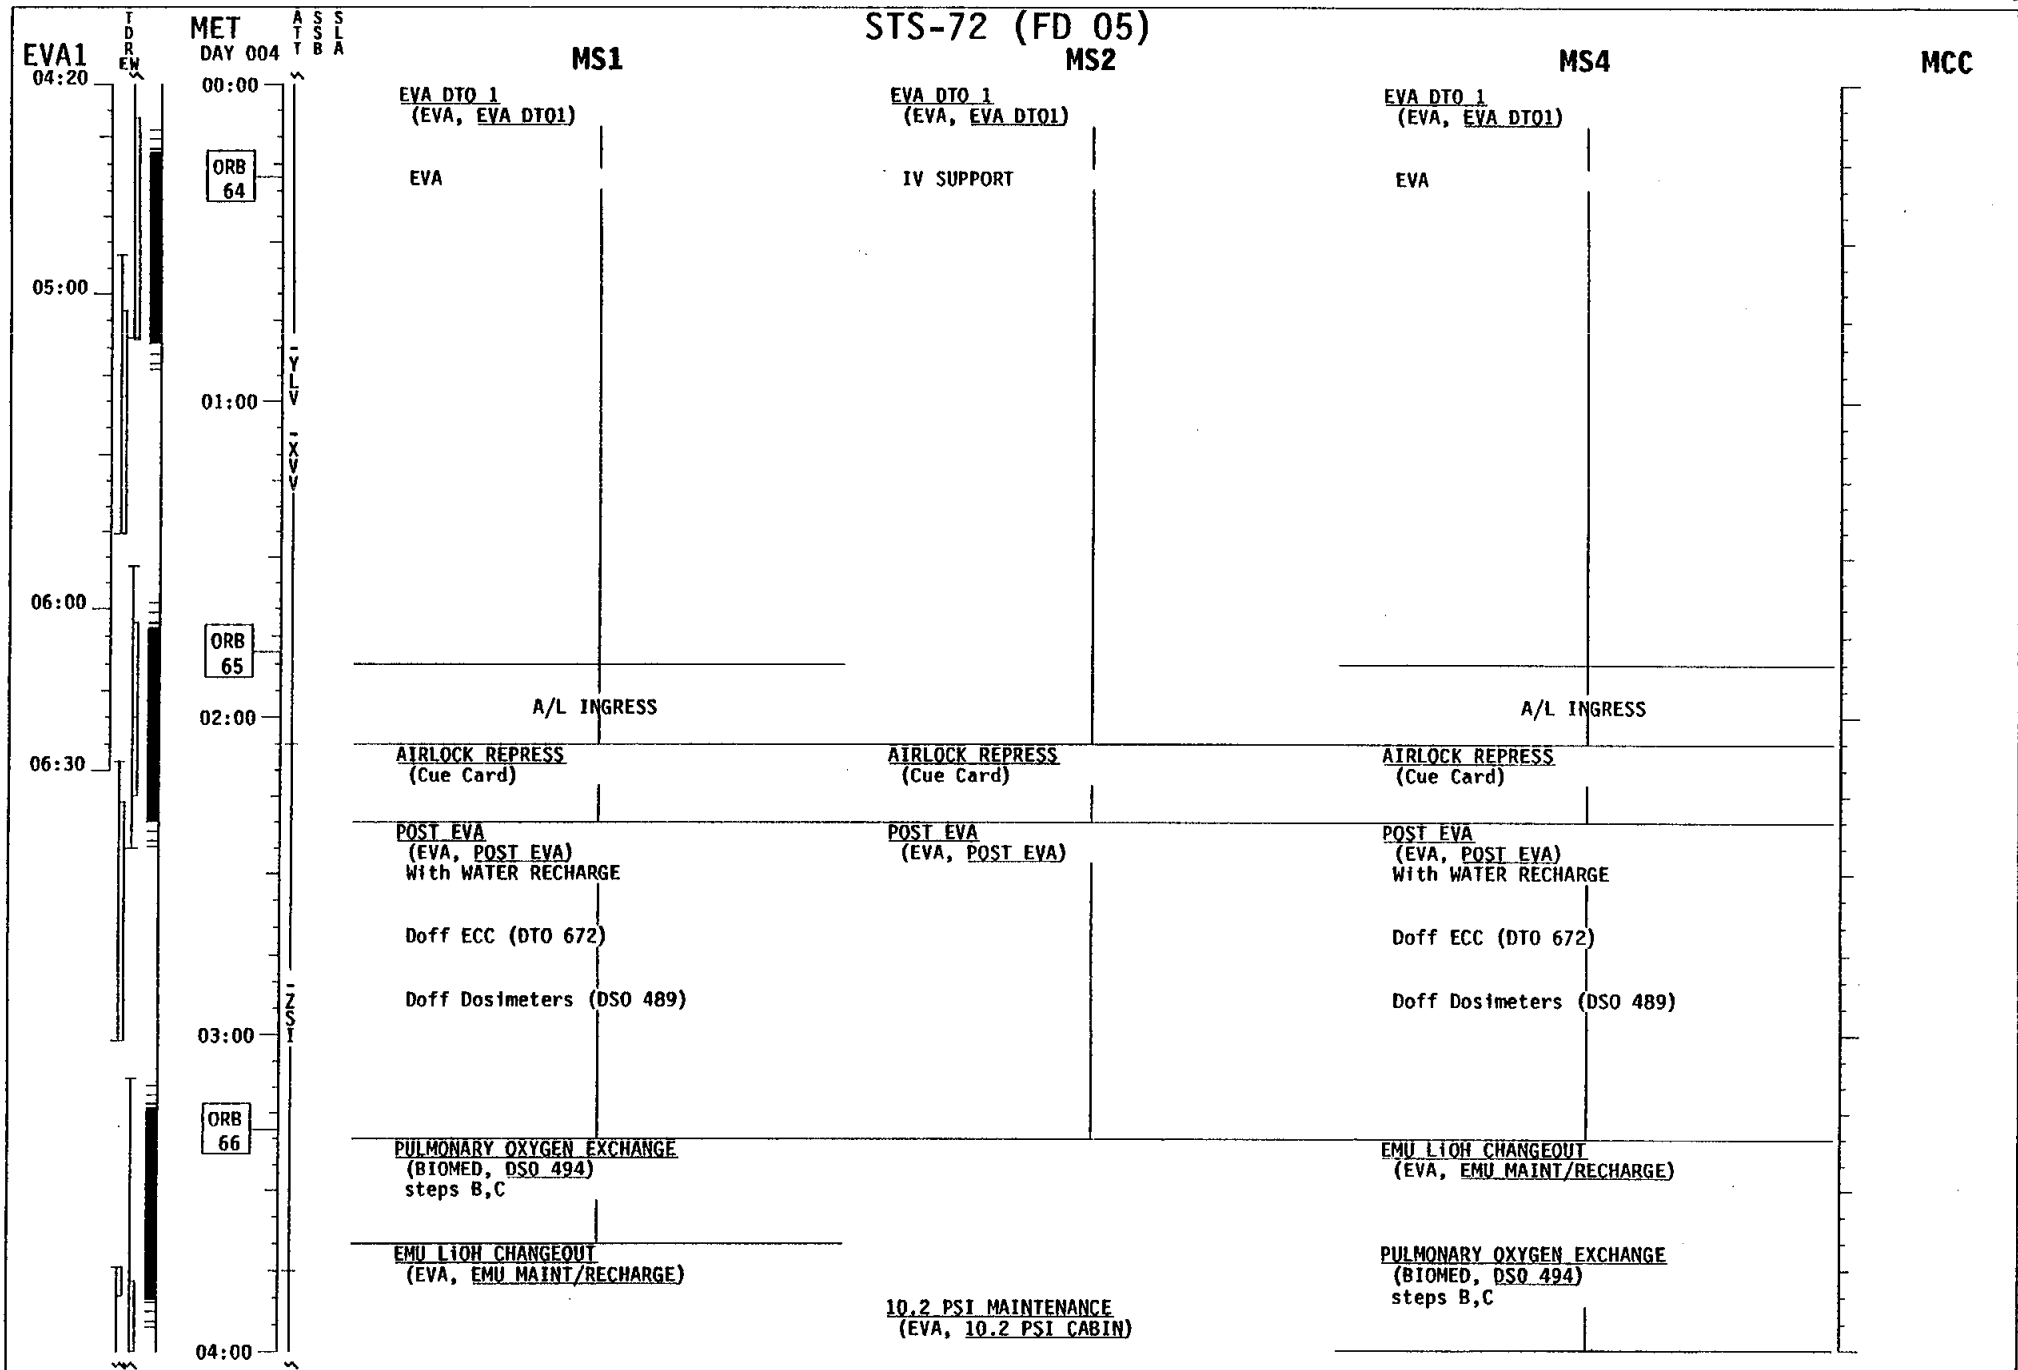 STS-72 (FD 05)
EVA1
TDRE W
MET
DAY 004
ATT
SSB
SLA
MS1
MS2
MS4
MCC
04:20
00:00
EVA DTO 1
(EVA, EVA DTO1)
EVA DTO 1
(EVA, EVA DTO1)
EVA DTO 1
(EVA, EVA DTO1)
ORB
64
EVA
IV SUPPORT
EVA
05:00
-YLV
01:00
-XVV
06:00
ORB
65
A/L INGRESS
A/L INGRESS
02:00
06:30
AIRLOCK REPRESS
(Cue Card)
AIRLOCK REPRESS
(Cue Card)
AIRLOCK REPRESS
(Cue Card)
POST EVA
(EVA, POST EVA)
With WATER RECHARGE
POST EVA
(EVA, POST EVA)
POST EVA
(EVA, POST EVA)
With WATER RECHARGE
Doff ECC (DTO 672)
Doff ECC (DTO 672)
Doff Dosimeters (DSO 489)
Doff Dosimeters (DSO 489)
-ZSI
03:00
ORB
66
PULMONARY OXYGEN EXCHANGE
(BIOMED, DSO 494)
steps B,C
EMU LiOH CHANGEOUT
(EVA, EMU MAINT/RECHARGE)
EMU LiOH CHANGEOUT
(EVA, EMU MAINT/RECHARGE)
PULMONARY OXYGEN EXCHANGE
(BIOMED, DSO 494)
steps B,C
10.2 PSI MAINTENANCE
(EVA, 10.2 PSI CABIN)
04:00